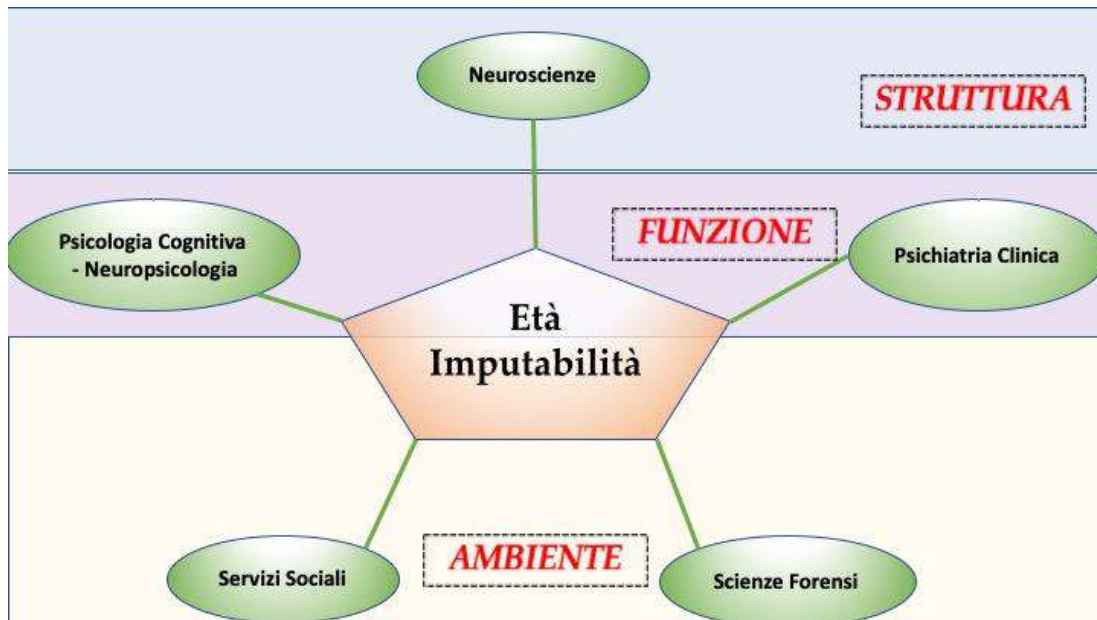 Neuroscienze
STRUTTURA
Psicologia Cognitiva
- Neuropsicologia
FUNZIONE
Psichiatria Clinica
Età
Imputabilità
Servizi Sociali
AMBIENTE
Scienze Forensi